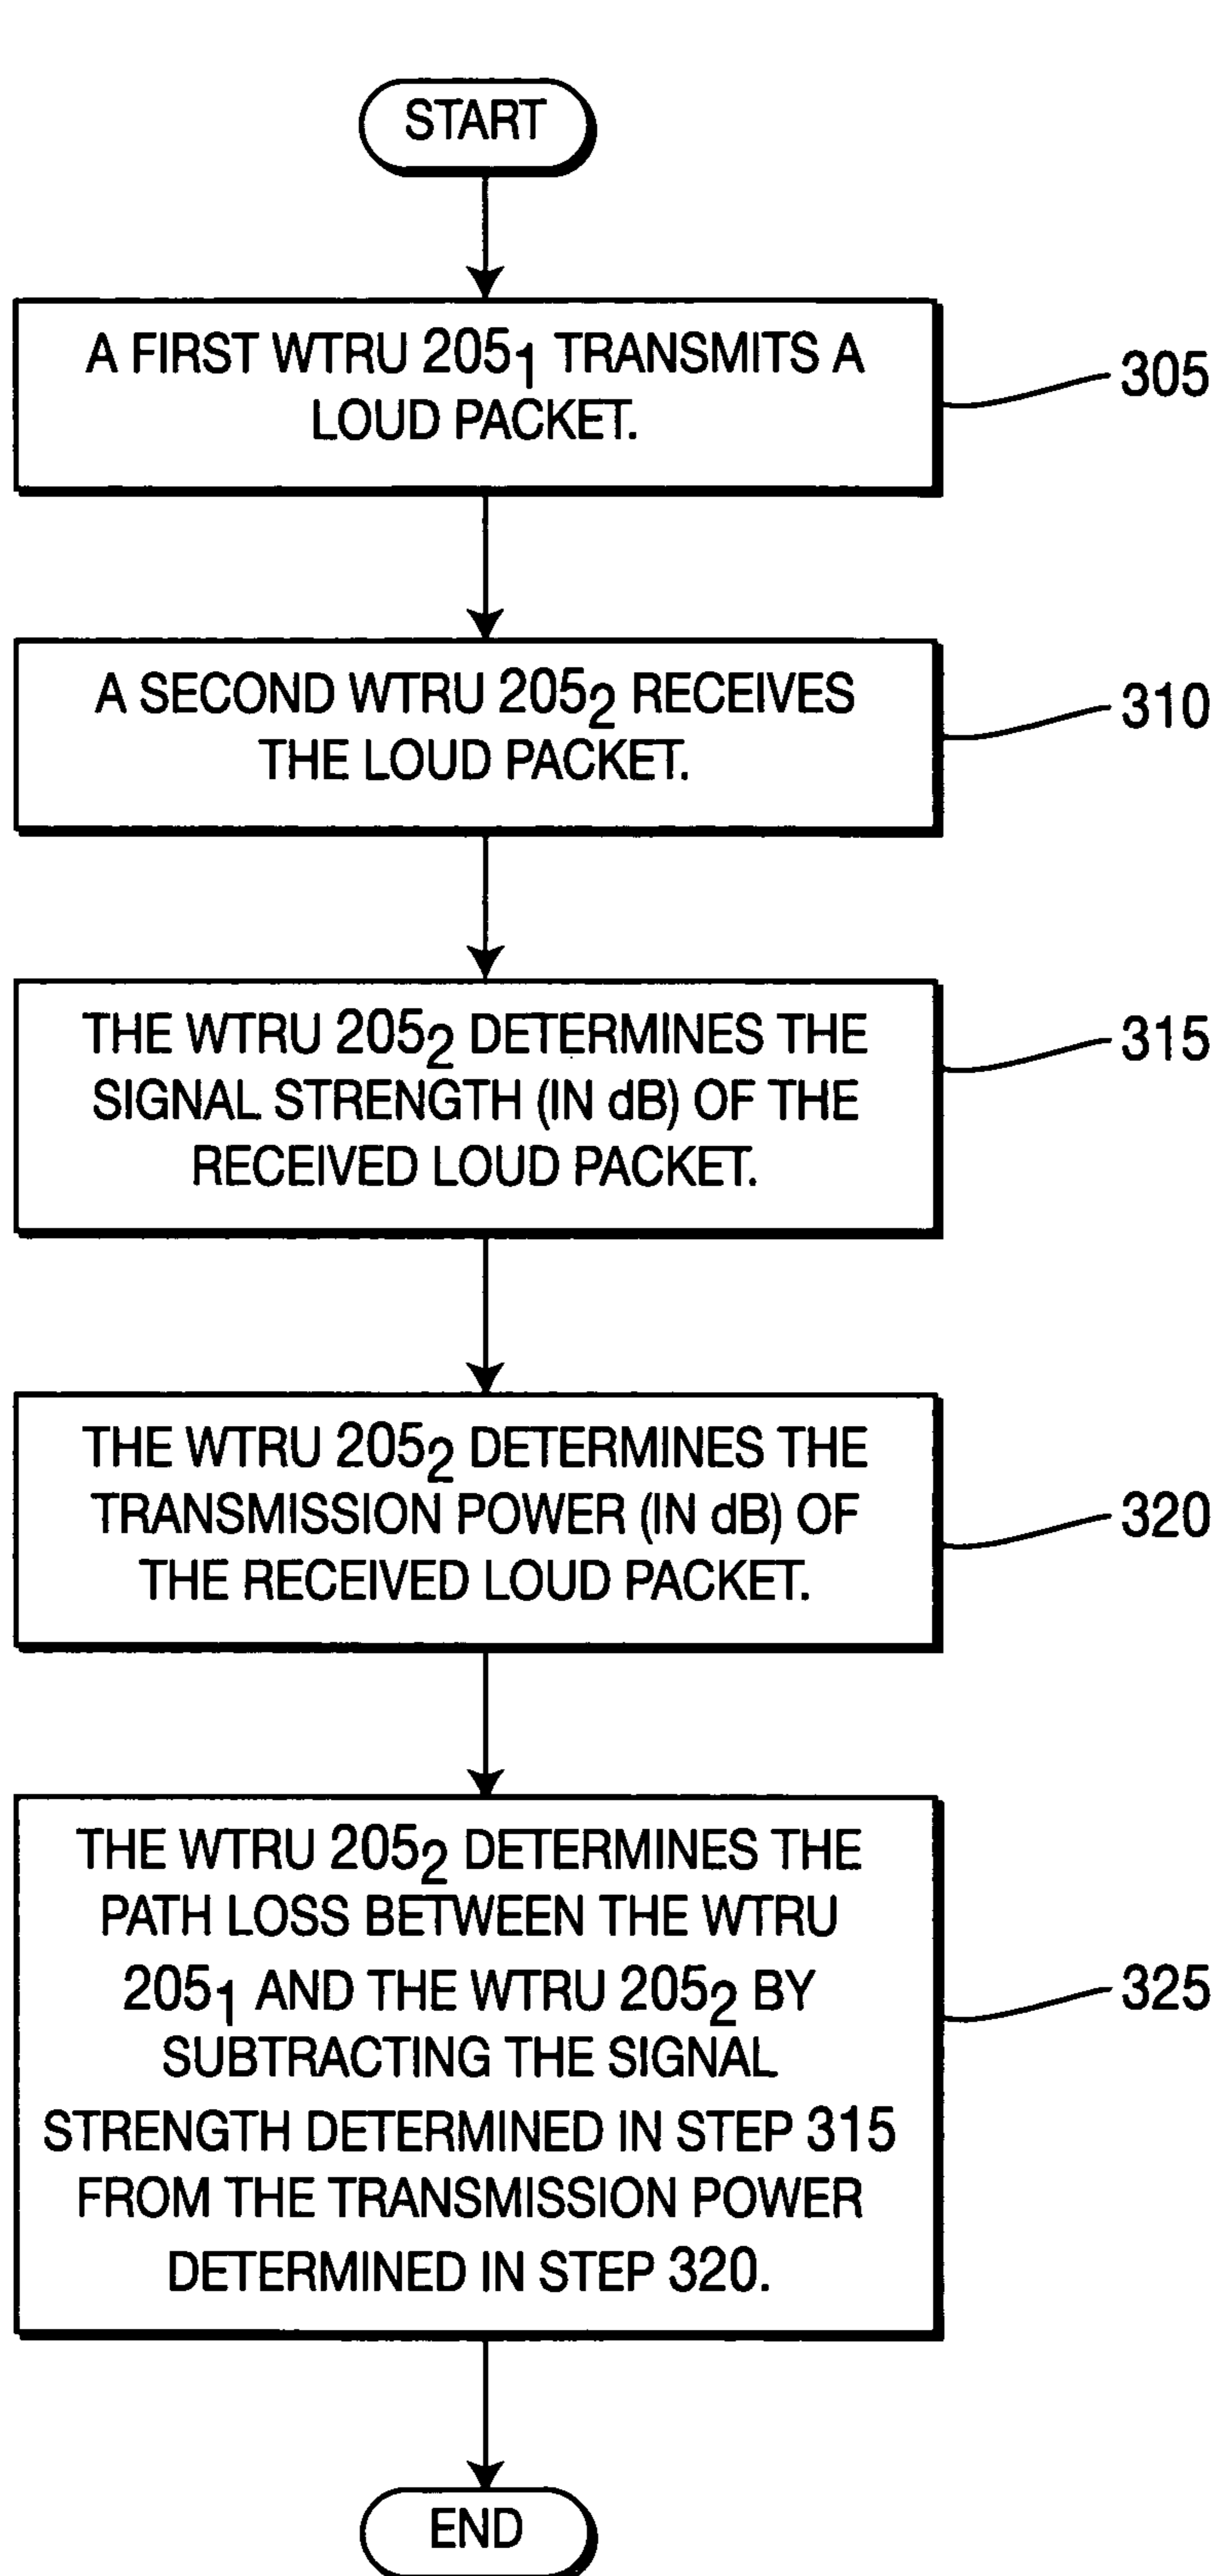 START
A FIRST WTRU 205₁ TRANSMITS A
LOUD PACKET.
305
A SECOND WTRU 205₂ RECEIVES
THE LOUD PACKET.
310
THE WTRU 205₂ DETERMINES THE
SIGNAL STRENGTH (IN dB) OF THE
RECEIVED LOUD PACKET.
315
THE WTRU 205₂ DETERMINES THE
TRANSMISSION POWER (IN dB) OF
THE RECEIVED LOUD PACKET.
320
THE WTRU 205₂ DETERMINES THE
PATH LOSS BETWEEN THE WTRU
205₁ AND THE WTRU 205₂ BY
SUBTRACTING THE SIGNAL
STRENGTH DETERMINED IN STEP 315
FROM THE TRANSMISSION POWER
DETERMINED IN STEP 320.
325
END